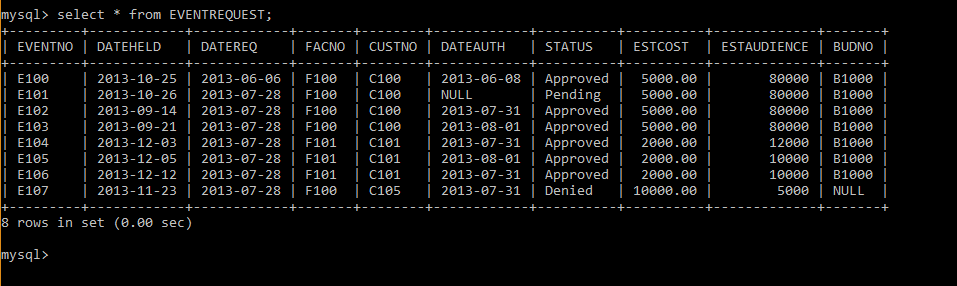 mysql> select * from EVENTREQUEST;
+---------+------------+------------+-------+--------+------------+----------+----------+-------------+-------+
| EVENTNO | DATEHELD | DATEREQ | FACNO | CUSTNO | DATEAUTH | STATUS | ESTCOST | ESTAUDIENCE | BUDNO |
+---------+------------+------------+-------+--------+------------+----------+----------+-------------+-------+
| E100 | 2013-10-25 | 2013-06-06 | F100 | C100 | 2013-06-08 | Approved | 5000.00 | 80000 | B1000 |
| E101 | 2013-10-26 | 2013-07-28 | F100 | C100 | NULL | Pending | 5000.00 | 80000 | B1000 |
| E102 | 2013-09-14 | 2013-07-28 | F100 | C100 | 2013-07-31 | Approved | 5000.00 | 80000 | B1000 |
| E103 | 2013-09-21 | 2013-07-28 | F100 | C100 | 2013-08-01 | Approved | 5000.00 | 80000 | B1000 |
| E104 | 2013-12-03 | 2013-07-28 | F101 | C101 | 2013-07-31 | Approved | 2000.00 | 12000 | B1000 |
| E105 | 2013-12-05 | 2013-07-28 | F101 | C101 | 2013-08-01 | Approved | 2000.00 | 10000 | B1000 |
| E106 | 2013-12-12 | 2013-07-28 | F101 | C101 | 2013-07-31 | Approved | 2000.00 | 10000 | B1000 |
| E107 | 2013-11-23 | 2013-07-28 | F100 | C105 | 2013-07-31 | Denied | 10000.00 | 5000 | NULL |
+---------+------------+------------+-------+--------+------------+----------+----------+-------------+-------+
8 rows in set (0.00 sec)
mysql>